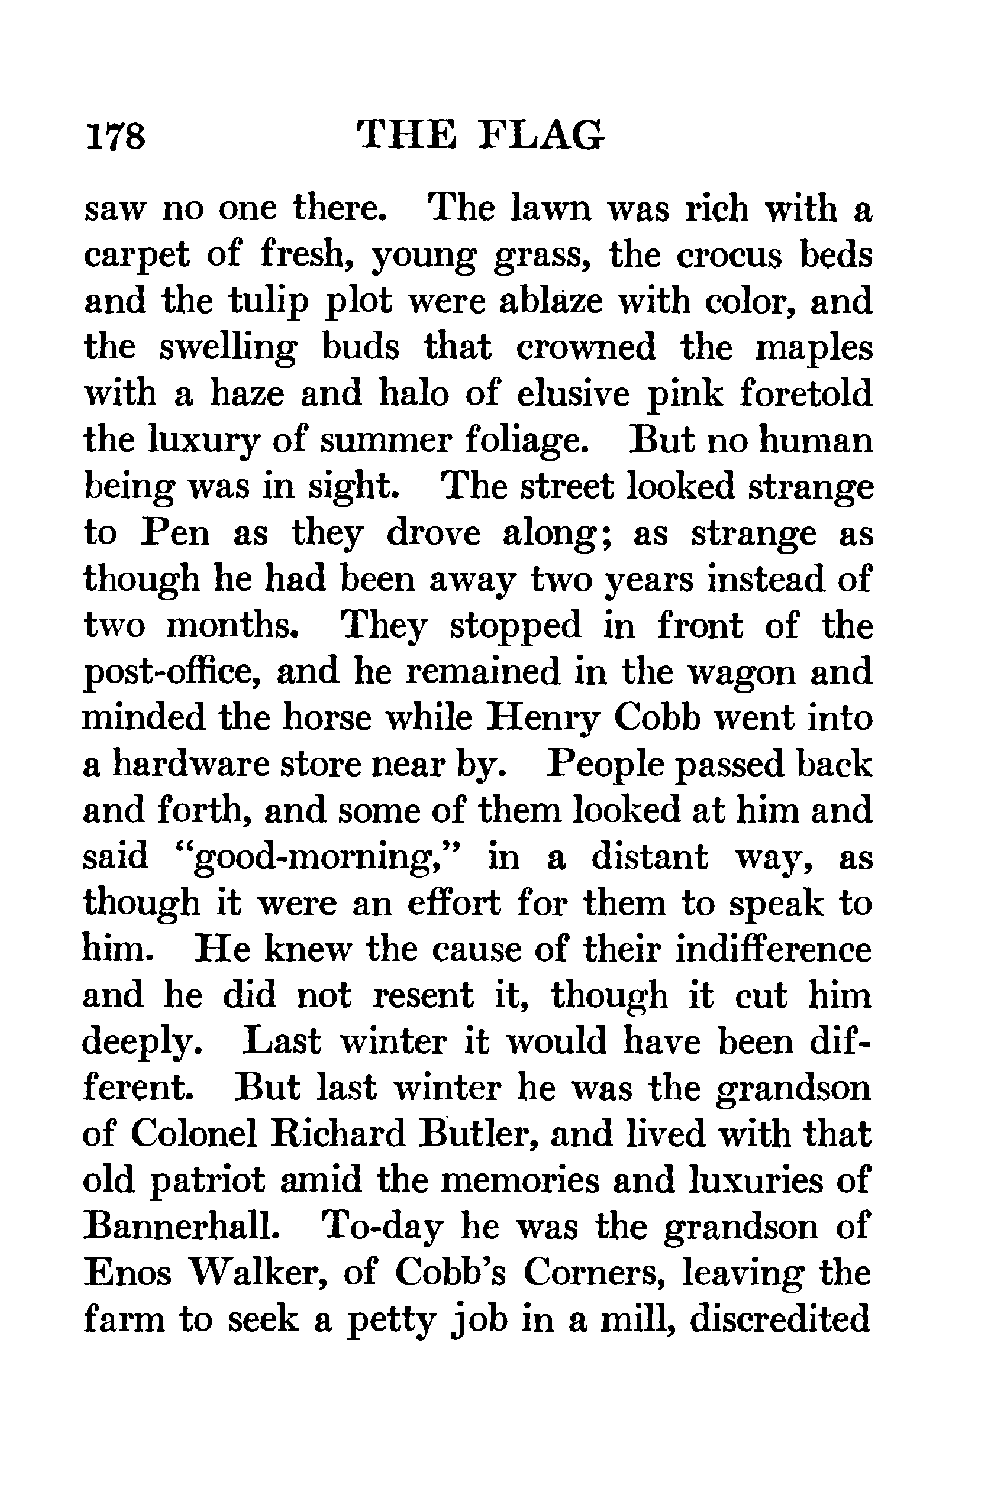 178 THE FLAG
saw no one there. The lawn was rich with a
carpet of fresh, young grass, the crocus beds
and the tulip plot were ablaze with color, and
the swelling buds that crowned the maples
with a haze and halo of elusive pink foretold
the luxury of summer foliage. But no human
being was in sight. The street looked strange
to Pen as they drove along; as strange as
though he had been away two years instead of
two months. They stopped in front of the
post-office, and he remained in the wagon and
minded the horse while Henry Cobb went into
a hardware store near by. People passed back
and forth, and some of them looked at him and
said “good-morning,” in a distant way, as
though it were an effort for them to speak to
him. He knew the cause of their indifference
and he did not resent it, though it cut him
deeply. Last winter it would have been dif-
ferent. But last winter he was the grandson
of Colonel Richard Butler, and lived with that
old patriot amid the memories and luxuries of
Bannerhall. To-day he was the grandson of
Enos Walker, of Cobb’s Corners, leaving the
farm to seek a petty job in a mill, discredited